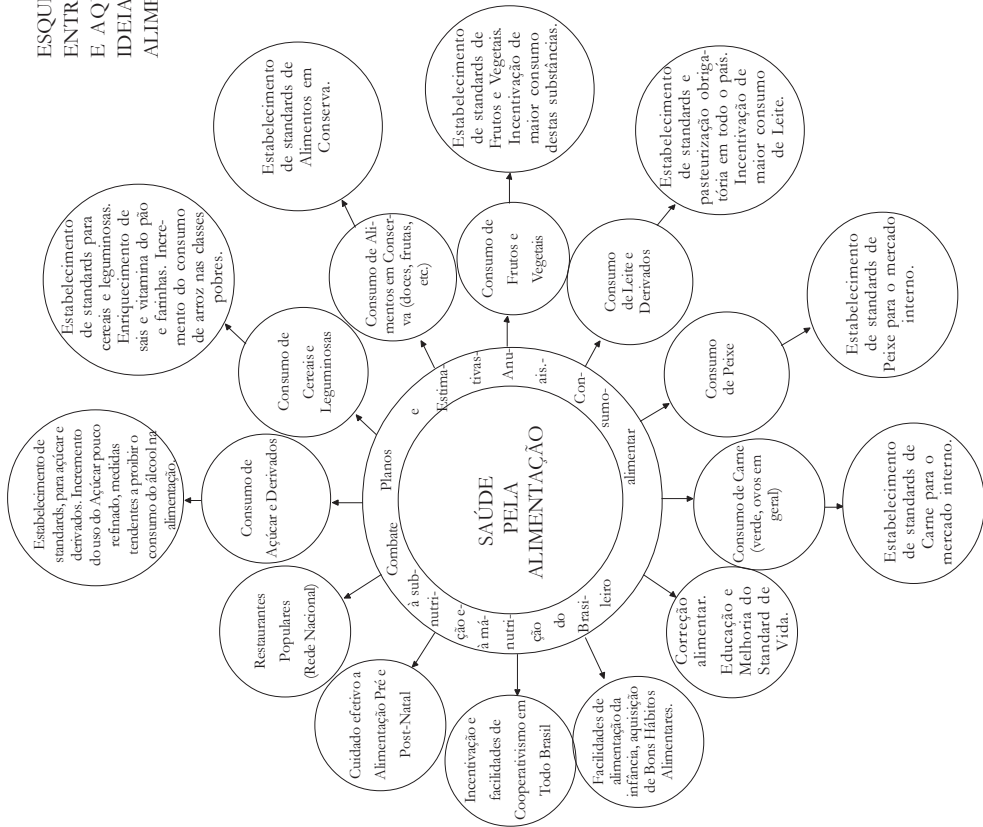 ENTR
IDEIA
ALIME
SAÚDE
PELA
ALIMENTAÇÃO
Planos
e
Estima-
tivas-
Anu-
ais.-
Con-
sumo-
alimentar
Combate
à sub-
nutri-
ção e-
à má-
nutri-
ção
do
Brasi-
leiro
Estabelecimento de
standards, para açúcar e
derivados. Incremento
do uso do Açúcar pouco
refinado, medidas
tendentes a proibir o
consumo do álcool na
alimentação.
Consumo de
Açúcar e Derivados
Estabelecimento
de standards para
cereais e leguminosas.
Enriquecimento de
sais e vitamina do pão
e farinhas. Incre-
mento do consumo
de arroz nas classes
pobres.
Consumo de
Cereais e
Leguminosas
Estabelecimento
de standards de
Alimentos em
Conserva.
Consumo de Ali-
mentos em Conser-
va (doces, frutas,
etc.)
Estabelecimento
de standards de
Frutos e Vegetais.
Incentivação de
maior consumo
destas substâncias.
Consumo de
Frutos e
Vegetais
Estabelecimento
de standards e
pasteurização obriga-
tória em todo o país.
Incentivação de
maior consumo
de Leite.
Consumo
de Leite e
Derivados
Estabelecimento
de standards de
Peixe para o mercado
interno.
Consumo
de Peixe
Estabelecimento
de standards de
Carne para o
mercado interno.
Consumo de Carne
(verde, ovos em
geral)
Correção
alimentar.
Educação e
Melhoria do
Standard de
Vida.
Facilidades de
alimentação da
infância, aquisição
de Bons Hábitos
Alimentares.
Incentivação e
facilidades de
Cooperativismo em
Todo Brasil
Cuidado efetivo a
Alimentação Pré e
Post-Natal
Restaurantes
Populares
(Rede Nacional)